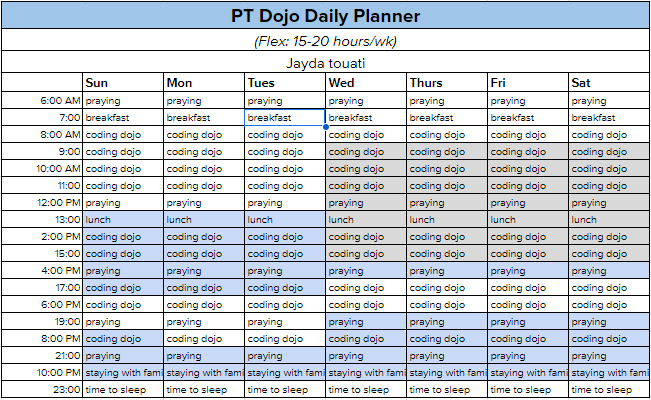 PT Dojo Daily Planner
(Flex: 15-20 hours/wk)
Jayda touati
Sun Mon Tues Wed Thurs Fri Sat
6:00 AM praying praying praying praying praying praying praying
7:00 breakfast breakfast breakfast breakfast breakfast breakfast breakfast
8:00 AM coding dojo coding dojo coding dojo coding dojo coding dojo coding dojo coding dojo
9:00 coding dojo coding dojo coding dojo coding dojo coding dojo coding dojo coding dojo
10:00 AM coding dojo coding dojo coding dojo coding dojo coding dojo coding dojo coding dojo
11:00 coding dojo coding dojo coding dojo coding dojo coding dojo coding dojo coding dojo
12:00 PM praying praying praying praying praying praying praying
13:00 lunch lunch lunch lunch lunch lunch lunch
2:00 PM coding dojo coding dojo coding dojo coding dojo coding dojo coding dojo coding dojo
15:00 coding dojo coding dojo coding dojo coding dojo coding dojo coding dojo coding dojo
4:00 PM praying praying praying praying praying praying praying
17:00 coding dojo coding dojo coding dojo coding dojo coding dojo coding dojo coding dojo
6:00 PM coding dojo coding dojo coding dojo coding dojo coding dojo coding dojo coding dojo
19:00 praying praying praying praying praying praying praying
8:00 PM coding dojo coding dojo coding dojo coding dojo coding dojo coding dojo coding dojo
21:00 praying praying praying praying praying praying praying
10:00 PM staying with fami staying with fami staying with fami staying with fami staying with fami staying with fami staying with fami
23:00 time to sleep time to sleep time to sleep time to sleep time to sleep time to sleep time to sleep